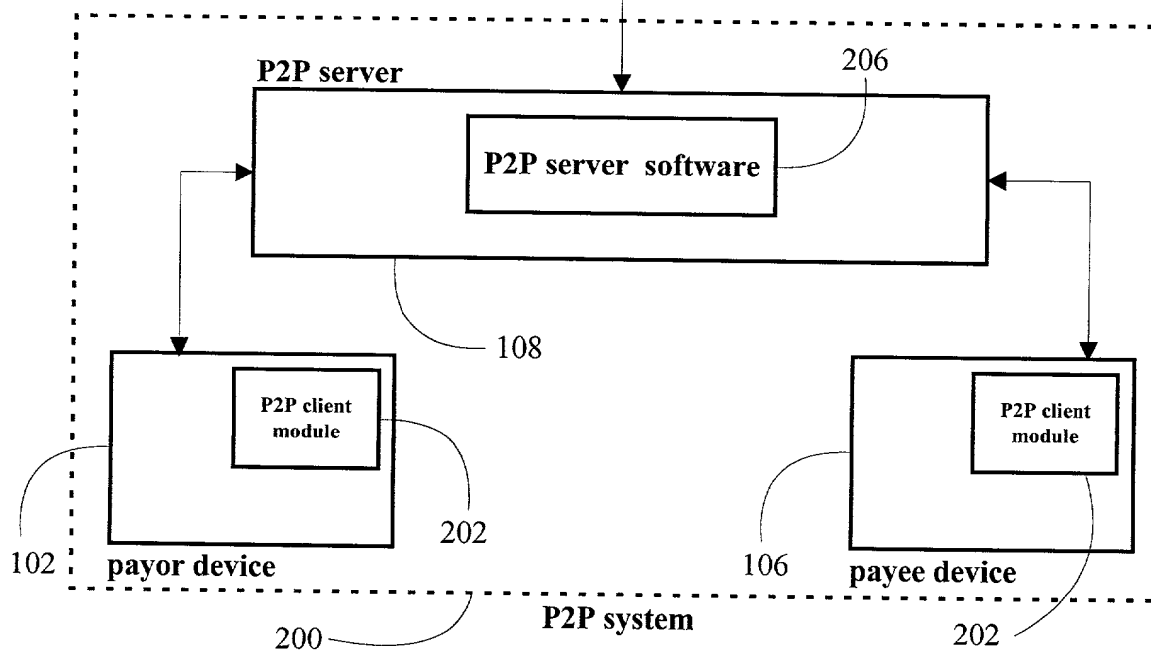 206
P2P server
P2P server software
108
P2P client
module
P2P client
module
202
102
payor device
106
payee device
P2P system
200
202